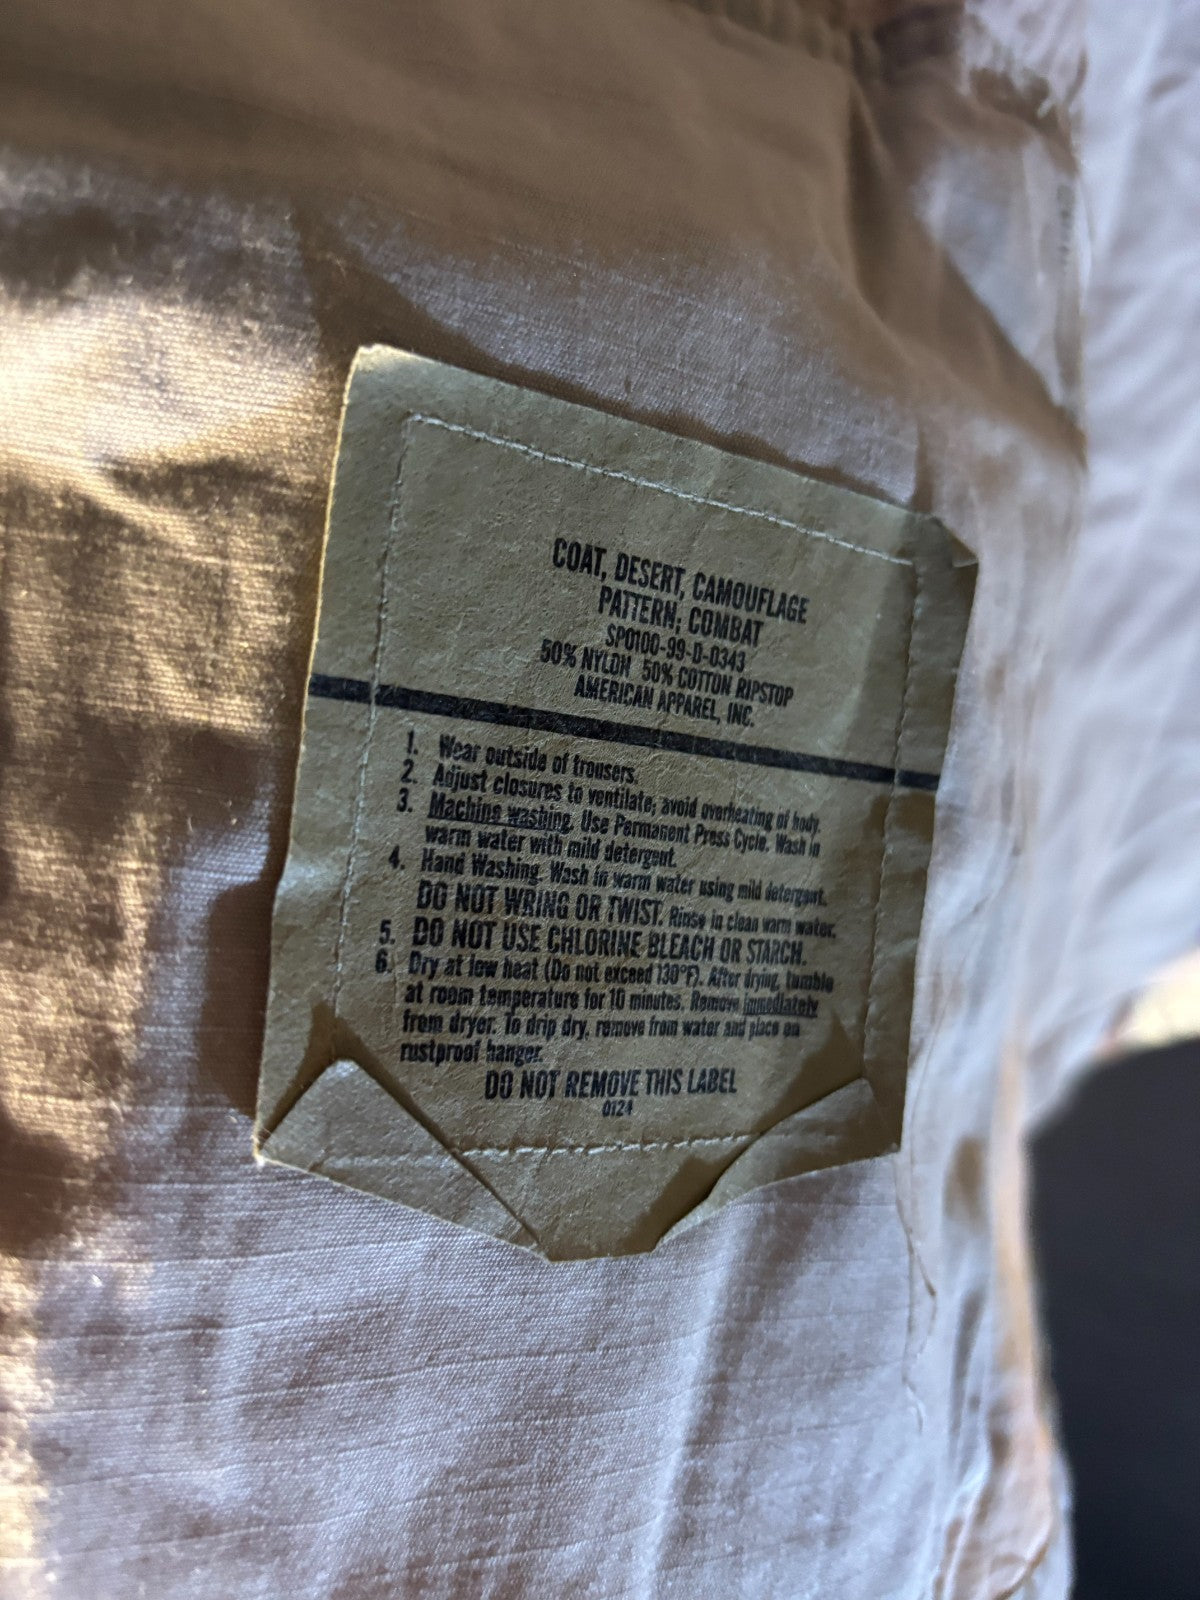 COAT, DESERT, CAMOUFLAGE
PATTERN; COMBAT
SPO100-99-D-0343
50% NYLON 50% COTTON RIPSTOP
AMERICAN APPAREL, INC.
1. Wear outside of trousers.
2. Adjust closures to ventilate; avoid overheating of body.
3. Machine washing. Use Permanent Press Cycle. Wash in
warm water with mild detergent.
4. Hand Washing. Wash in warm water using mild detergent.
DO NOT WRING OR TWIST. Rinse in clean warm water.
5. DO NOT USE CHLORINE BLEACH OR STARCH.
6. Dry at low heat (Do not exceed 130°F). After drying, tumble
at room temperature for 10 minutes. Remove immediately
from dryer. To drip dry, remove from water and place on
rustproof hanger.
DO NOT REMOVE THIS LABEL
0124